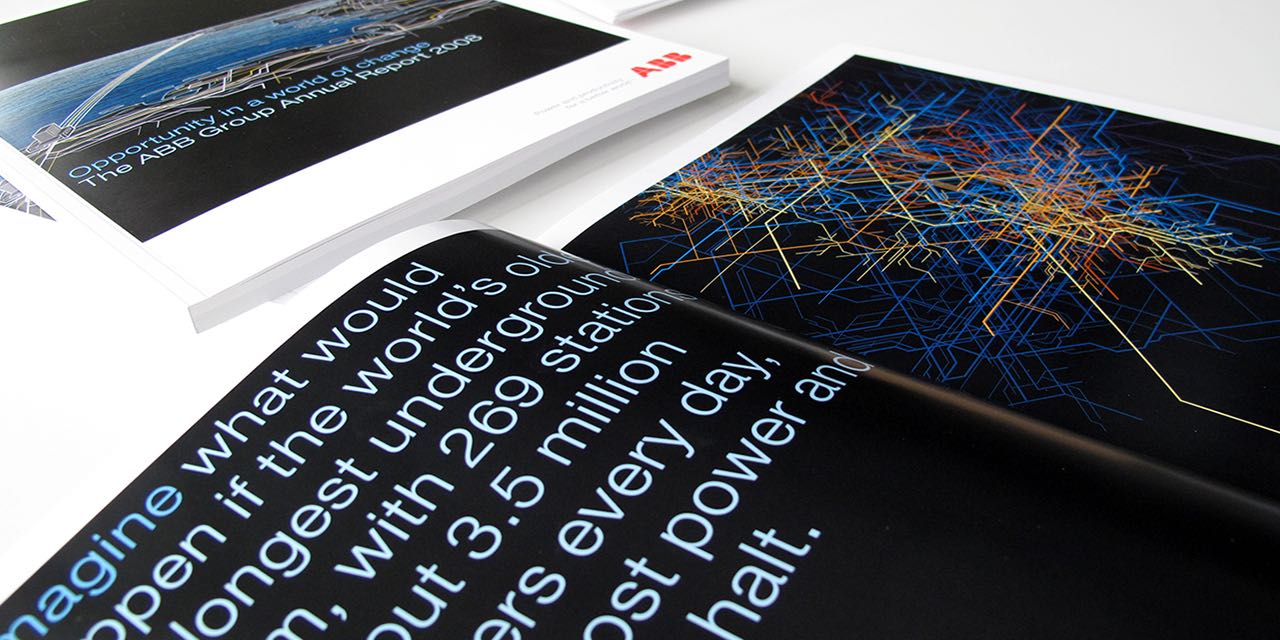 Opportunity in a world of change
The ABB Group Annual Report 2008
Power and productivity
for a better world
ABB
magine what would
ppen if the world's old
longest underground
m, with 269 stations
out 3.5 million
ers every day,
ost power and
halt.